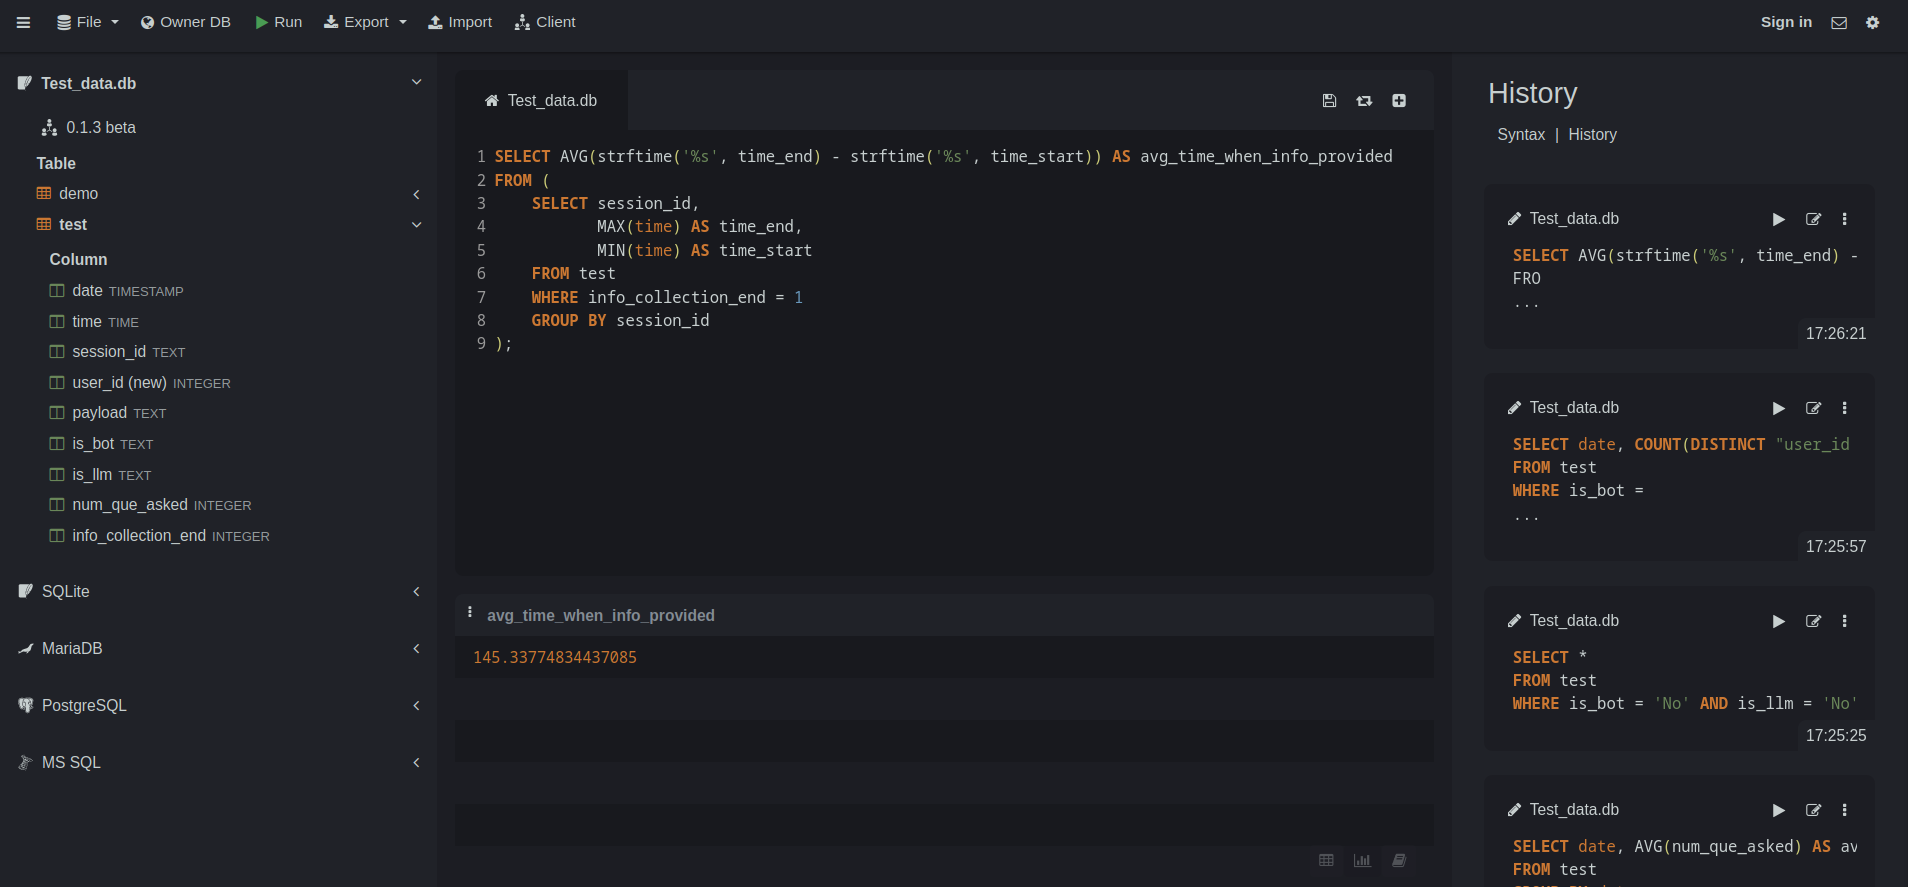 File Owner DB Run Export Import Client Sign in
Test_data.db
0.1.3 beta
Table
demo
test
Column
date TIMESTAMP
time TIME
session_id TEXT
user_id (new) INTEGER
payload TEXT
is_bot TEXT
is_llm TEXT
num_que_asked INTEGER
info_collection_end INTEGER
SQLite
MariaDB
PostgreSQL
MS SQL
Test_data.db
1 SELECT AVG(strftime('%s', time_end) - strftime('%s', time_start)) AS avg_time_when_info_provided
2 FROM (
3 SELECT session_id,
4 MAX(time) AS time_end,
5 MIN(time) AS time_start
6 FROM test
7 WHERE info_collection_end = 1
8 GROUP BY session_id
9 );
avg_time_when_info_provided
145.33774834437085
History
Syntax | History
Test_data.db
SELECT AVG(strftime('%s', time_end) -
FRO
...
17:26:21
Test_data.db
SELECT date, COUNT(DISTINCT "user_id
FROM test
WHERE is_bot =
...
17:25:57
Test_data.db
SELECT *
FROM test
WHERE is_bot = 'No' AND is_llm = 'No'
17:25:25
Test_data.db
SELECT date, AVG(num_que_asked) AS av
FROM test